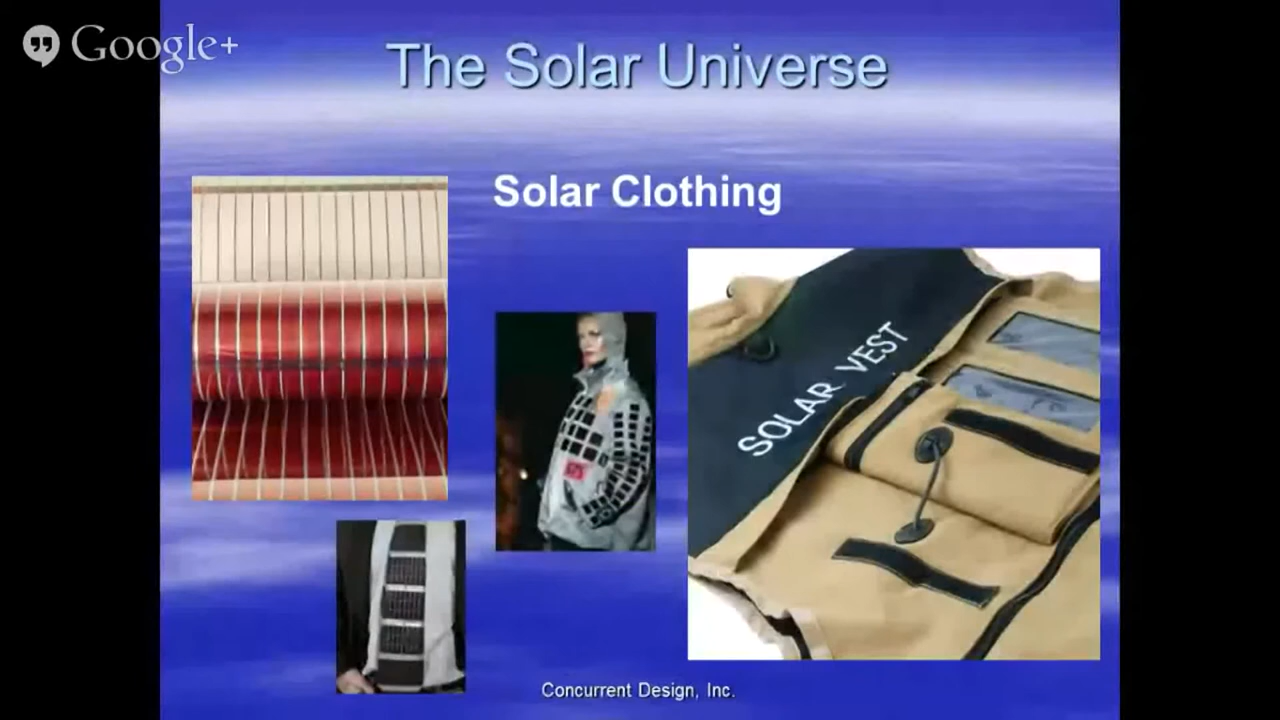 Google+
The Solar Universe
Solar Clothing
SOLAR VEST
Concurrent Design, Inc.